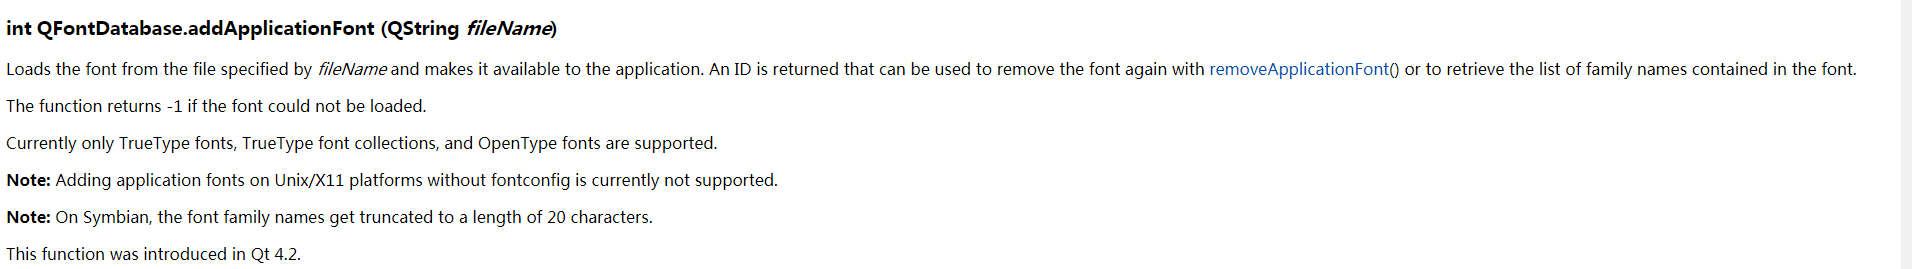 int QFontDatabase.addApplicationFont (QString fileName)
Loads the font from the file specified by fileName and makes it available to the application. An ID is returned that can be used to remove the font again with removeApplicationFont() or to retrieve the list of family names contained in the font.
The function returns -1 if the font could not be loaded.
Currently only TrueType fonts, TrueType font collections, and OpenType fonts are supported.
Note: Adding application fonts on Unix/X11 platforms without fontconfig is currently not supported.
Note: On Symbian, the font family names get truncated to a length of 20 characters.
This function was introduced in Qt 4.2.